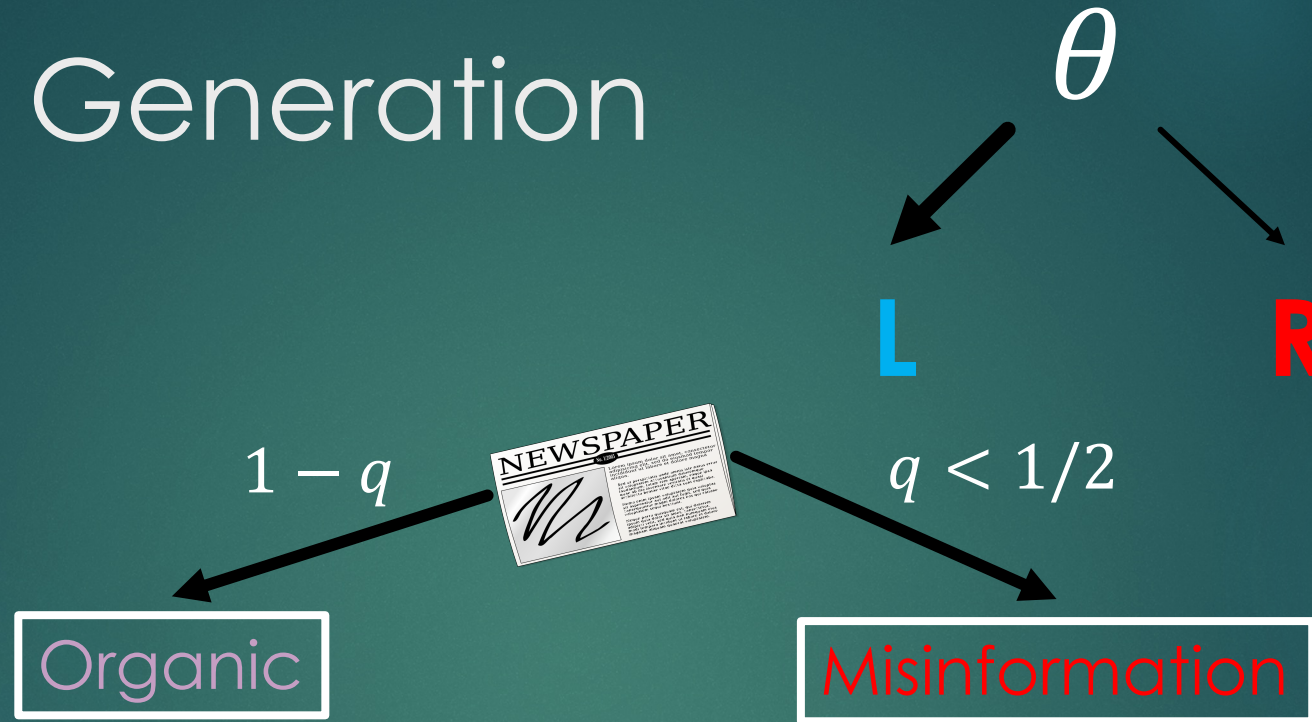 Generation
θ
L
R
1 − q
NEWSPAPER
q < 1/2
Organic
Misinformation